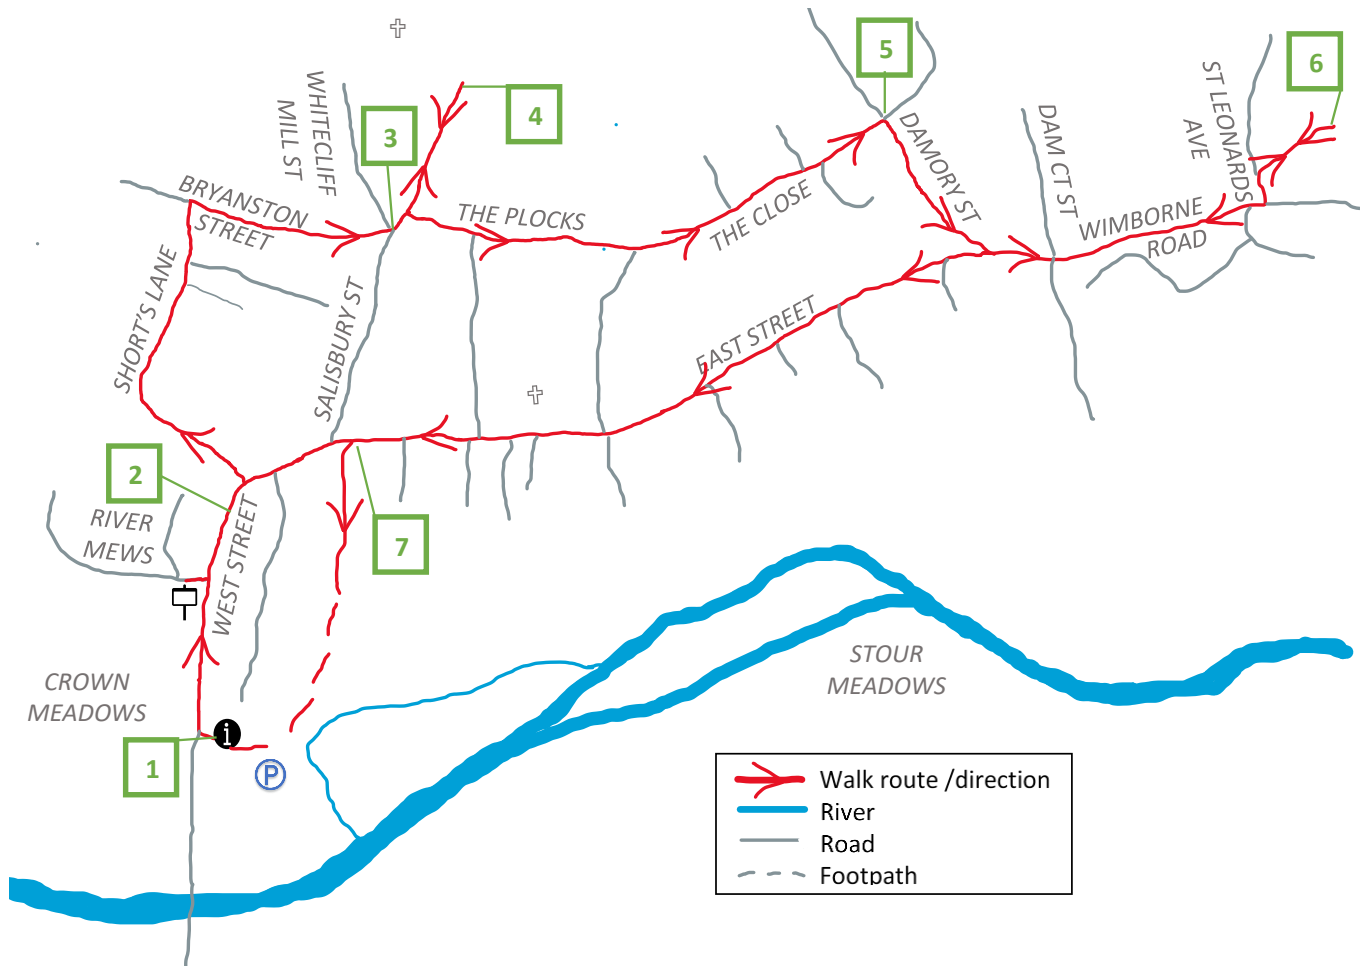 5
6
WHITECLIFF
MILL ST
3
4
ST LEONARDS
AVE
DAMORY ST
DAM CT ST
BRYANSTON
STREET
THE PLOCKS
THE CLOSE
WIMBORNE
ROAD
SHORT'S LANE
SALISBURY ST
EAST STREET
2
RIVER
MEWS
WEST STREET
7
CROWN
MEADOWS
STOUR
MEADOWS
i
1
P
Walk route /direction
River
Road
Footpath